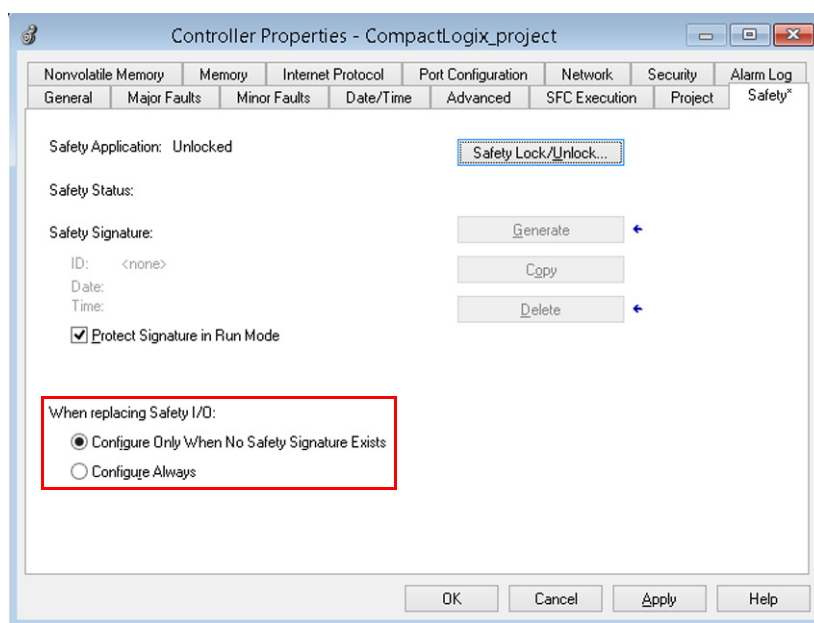 Controller Properties - CompactLogix_project
Nonvolatile Memory Memory Internet Protocol Port Configuration Network Security Alarm Log
General Major Faults Minor Faults Date/Time Advanced SFC Execution Project Safety*
Safety Application: Unlocked Safety Lock/Unlock...
Safety Status:
Safety Signature: Generate
ID: <none> Copy
Date:
Time: Delete
Protect Signature in Run Mode
When replacing Safety I/O:
Configure Only When No Safety Signature Exists
Configure Always
OK Cancel Apply Help